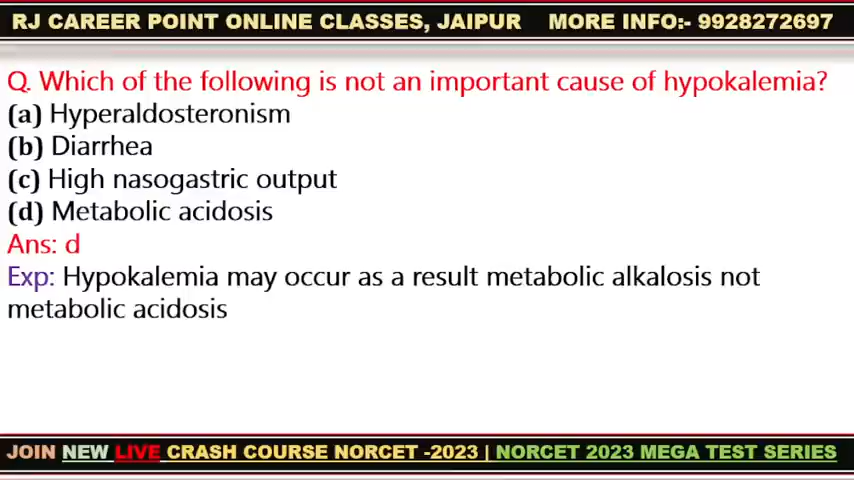 RJ CAREER POINT ONLINE CLASSES, JAIPUR MORE INFO:- 9928272697
Q. Which of the following is not an important cause of hypokalemia?
(a) Hyperaldosteronism
(b) Diarrhea
(c) High nasogastric output
(d) Metabolic acidosis
Ans: d
Exp: Hypokalemia may occur as a result metabolic alkalosis not
metabolic acidosis
JOIN NEW LIVE CRASH COURSE NORCET -2023 | NORCET 2023 MEGA TEST SERIES